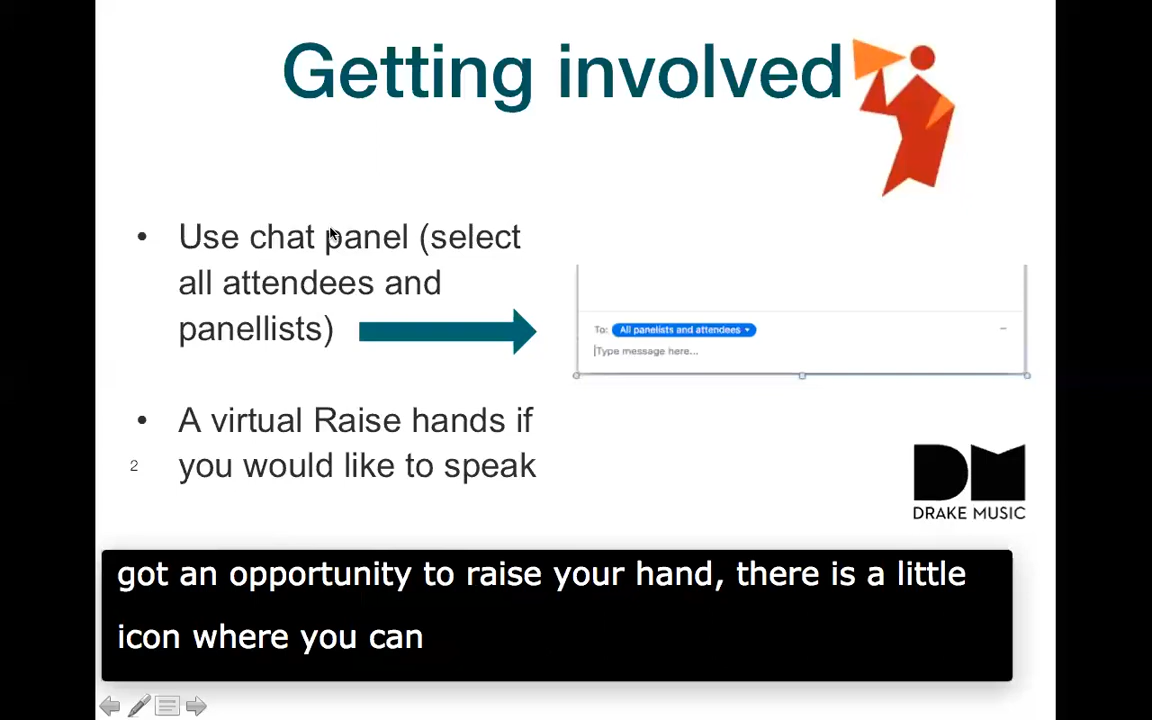 Getting involved
• Use chat panel (select
all attendees and
panellists)
To: All panelists and attendees
Type message here...
• A virtual Raise hands if
you would like to speak
2
DM
DRAKE MUSIC
got an opportunity to raise your hand, there is a little
icon where you can